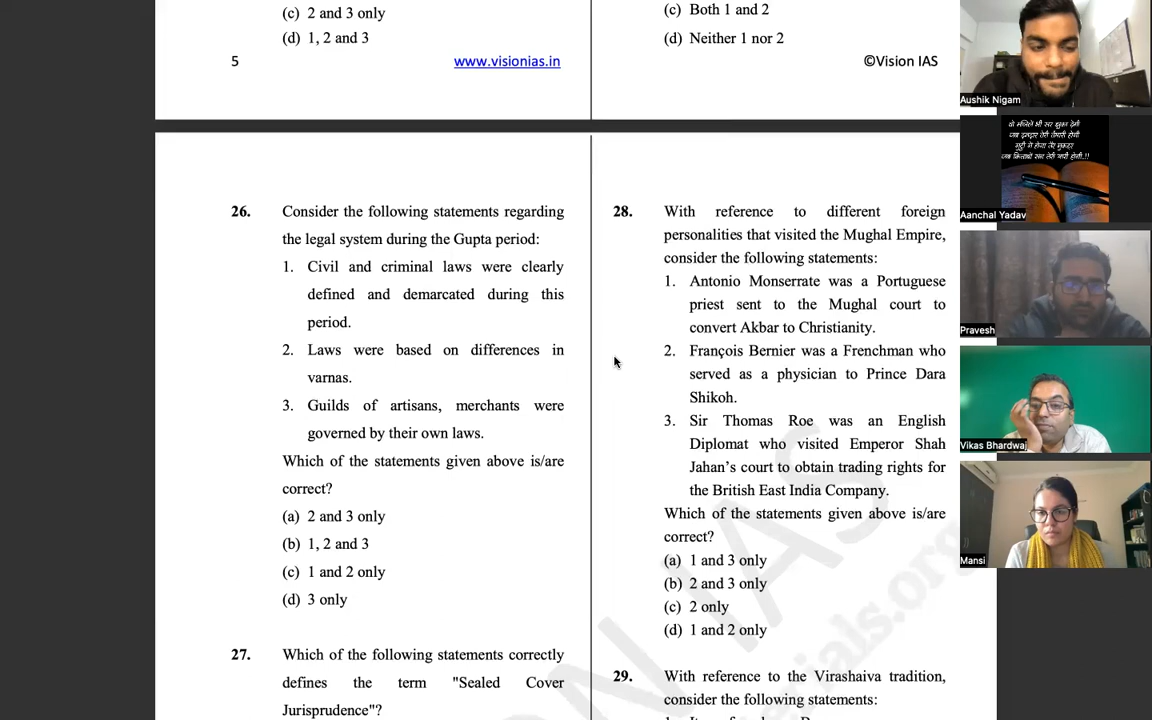 (c) 2 and 3 only
(d) 1, 2 and 3
5
www.visionias.in
(c) Both 1 and 2
(d) Neither 1 nor 2
©Vision IAS
26. Consider the following statements regarding
the legal system during the Gupta period:
1. Civil and criminal laws were clearly
defined and demarcated during this
period.
2. Laws were based on differences in
varnas.
3. Guilds of artisans, merchants were
governed by their own laws.
Which of the statements given above is/are
correct?
(a) 2 and 3 only
(b) 1, 2 and 3
(c) 1 and 2 only
(d) 3 only
27. Which of the following statements correctly
defines the term "Sealed Cover
Jurisprudence"?
28. With reference to different foreign
personalities that visited the Mughal Empire,
consider the following statements:
1. Antonio Monserrate was a Portuguese
priest sent to the Mughal court to
convert Akbar to Christianity.
2. François Bernier was a Frenchman who
served as a physician to Prince Dara
Shikoh.
3. Sir Thomas Roe was an English
Diplomat who visited Emperor Shah
Jahan’s court to obtain trading rights for
the British East India Company.
Which of the statements given above is/are
correct?
(a) 1 and 3 only
(b) 2 and 3 only
(c) 2 only
(d) 1 and 2 only
29. With reference to the Virashaiva tradition,
consider the following statements:
Aushik Nigam
जब किताबों संग तेरी यारी होगी.!!
Aanchal Yadav
Pravesh
Vikas Bhardwaj
Mansi